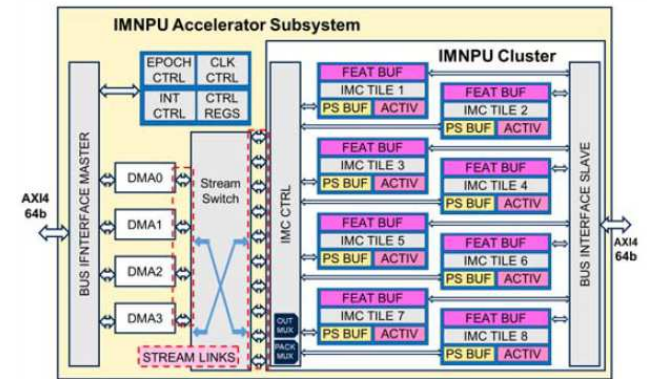 IMNPU Accelerator Subsystem
EPOCH CTRL
CLK CTRL
INT CTRL
CTRL REGS
IMNPU Cluster
BUS IFNTERFACE MASTER
AXI4
64b
DMA0
DMA1
DMA2
DMA3
Stream
Switch
STREAM LINKS
IMC CTRL
OUT
MUX
PACK
MUX
FEAT BUF
IMC TILE 1
PS BUF ACTIV
FEAT BUF
IMC TILE 2
PS BUF ACTIV
FEAT BUF
IMC TILE 3
PS BUF ACTIV
FEAT BUF
IMC TILE 4
PS BUF ACTIV
FEAT BUF
IMC TILE 5
PS BUF ACTIV
FEAT BUF
IMC TILE 6
PS BUF ACTIV
FEAT BUF
IMC TILE 7
PS BUF ACTIV
FEAT BUF
IMC TILE 8
PS BUF ACTIV
BUS INTERFACE SLAVE
AXI4
64b